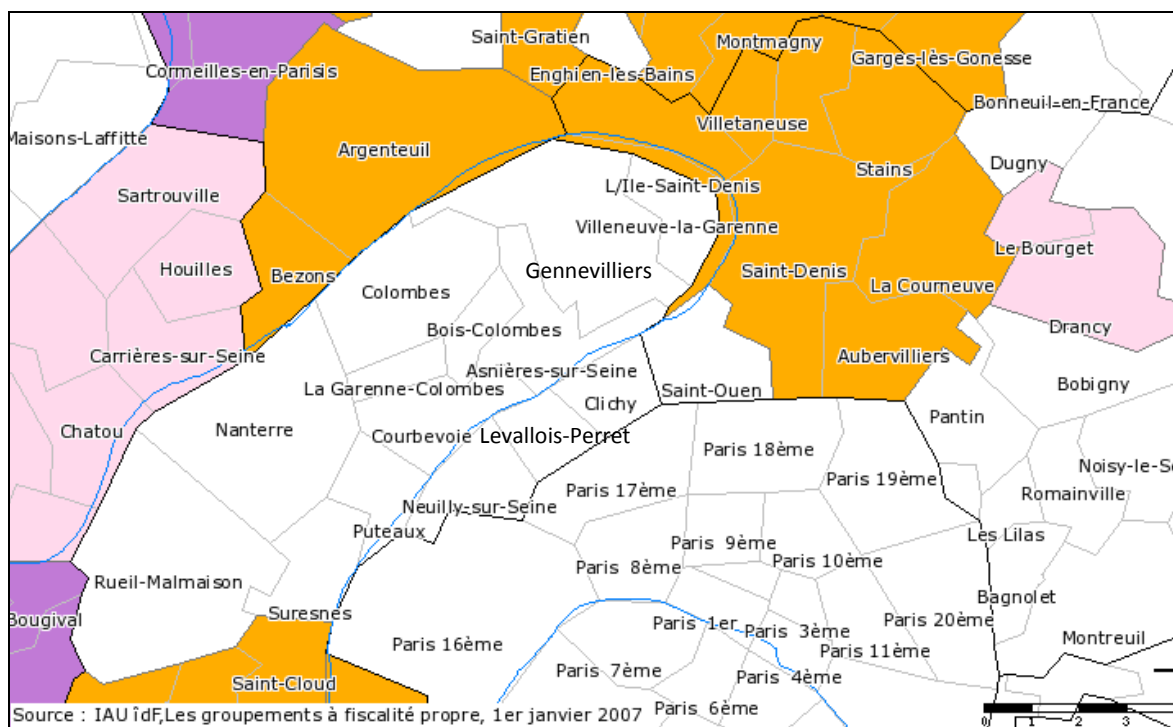 Saint-Gratien
Montmagny
Garges-lès-Gonesse
Cormeilles-en-Parisis
Enghien-les-Bains
Bonneuil-en-France
Maisons-Laffitte
Villetaneuse
Argenteuil
Stains
Dugny
Sartrouville
L/Ile-Saint-Denis
Villeneuve-la-Garenne
Le Bourget
Houilles
Bezons
Gennevilliers
Saint-Denis
La Courneuve
Colombes
Bois-Colombes
Drancy
Carrières-sur-Seine
Asnières-sur-Seine
Aubervilliers
La Garenne-Colombes
Saint-Ouen
Bobigny
Clichy
Pantin
Chatou
Nanterre
Courbevoie
Levallois-Perret
Paris 18ème
Noisy-le-S
Paris 17ème
Paris 19ème
Romainville
Neuilly-sur-Seine
Puteaux
Les Lilas
Paris 9ème
Paris 10ème
Paris 8ème
Rueil-Malmaison
Bagnolet
Bougival
Suresnes
Paris 1er
Paris 3ème
Paris 20ème
Paris 16ème
Paris 11ème
Montreuil
Paris 7ème
Paris 4ème
Saint-Cloud
Paris 6ème
Source : IAU îdF,Les groupements à fiscalité propre, 1er janvier 2007
0 1 2 3